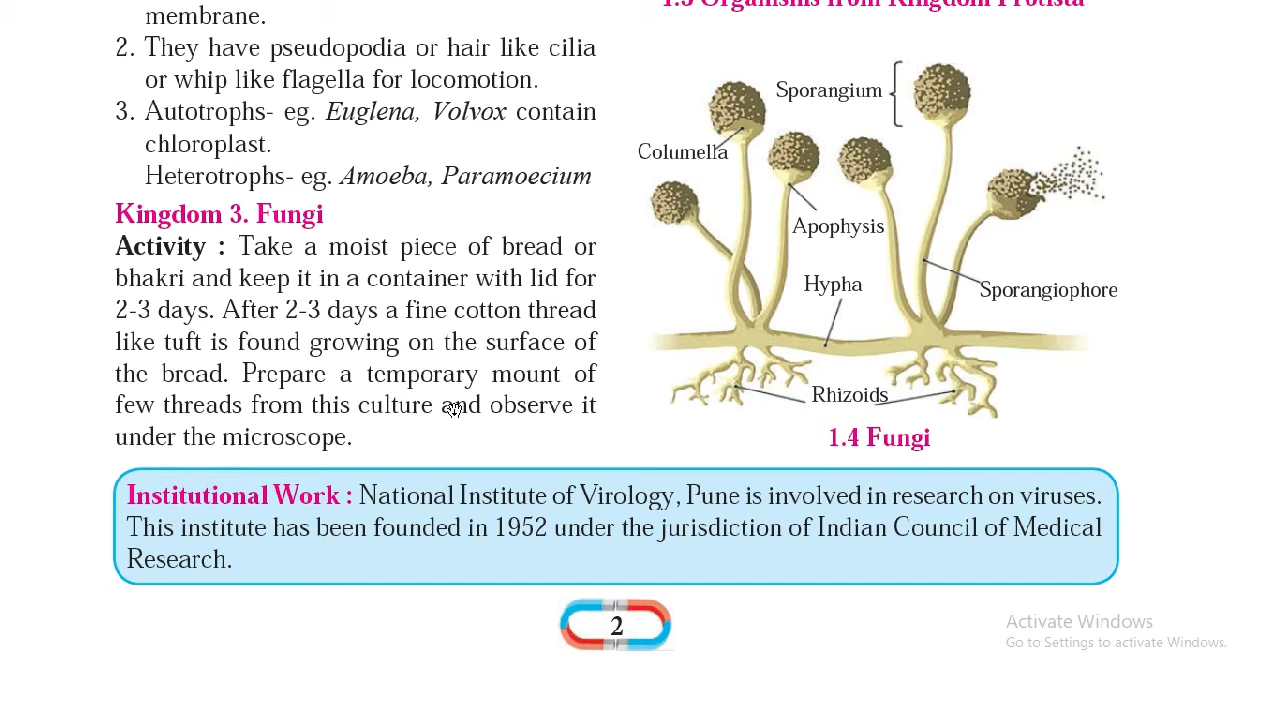 membrane.
2. They have pseudopodia or hair like cilia
or whip like flagella for locomotion.
3. Autotrophs- eg. Euglena, Volvox contain
chloroplast.
Heterotrophs- eg. Amoeba, Paramoecium
Kingdom 3. Fungi
Activity : Take a moist piece of bread or
bhakri and keep it in a container with lid for
2-3 days. After 2-3 days a fine cotton thread
like tuft is found growing on the surface of
the bread. Prepare a temporary mount of
few threads from this culture and observe it
under the microscope.
1.3 Organisms from Kingdom Protista
Sporangium
Columella
Apophysis
Hypha
Sporangiophore
Rhizoids
1.4 Fungi
Institutional Work : National Institute of Virology, Pune is involved in research on viruses.
This institute has been founded in 1952 under the jurisdiction of Indian Council of Medical
Research.
2
Activate Windows
Go to Settings to activate Windows.